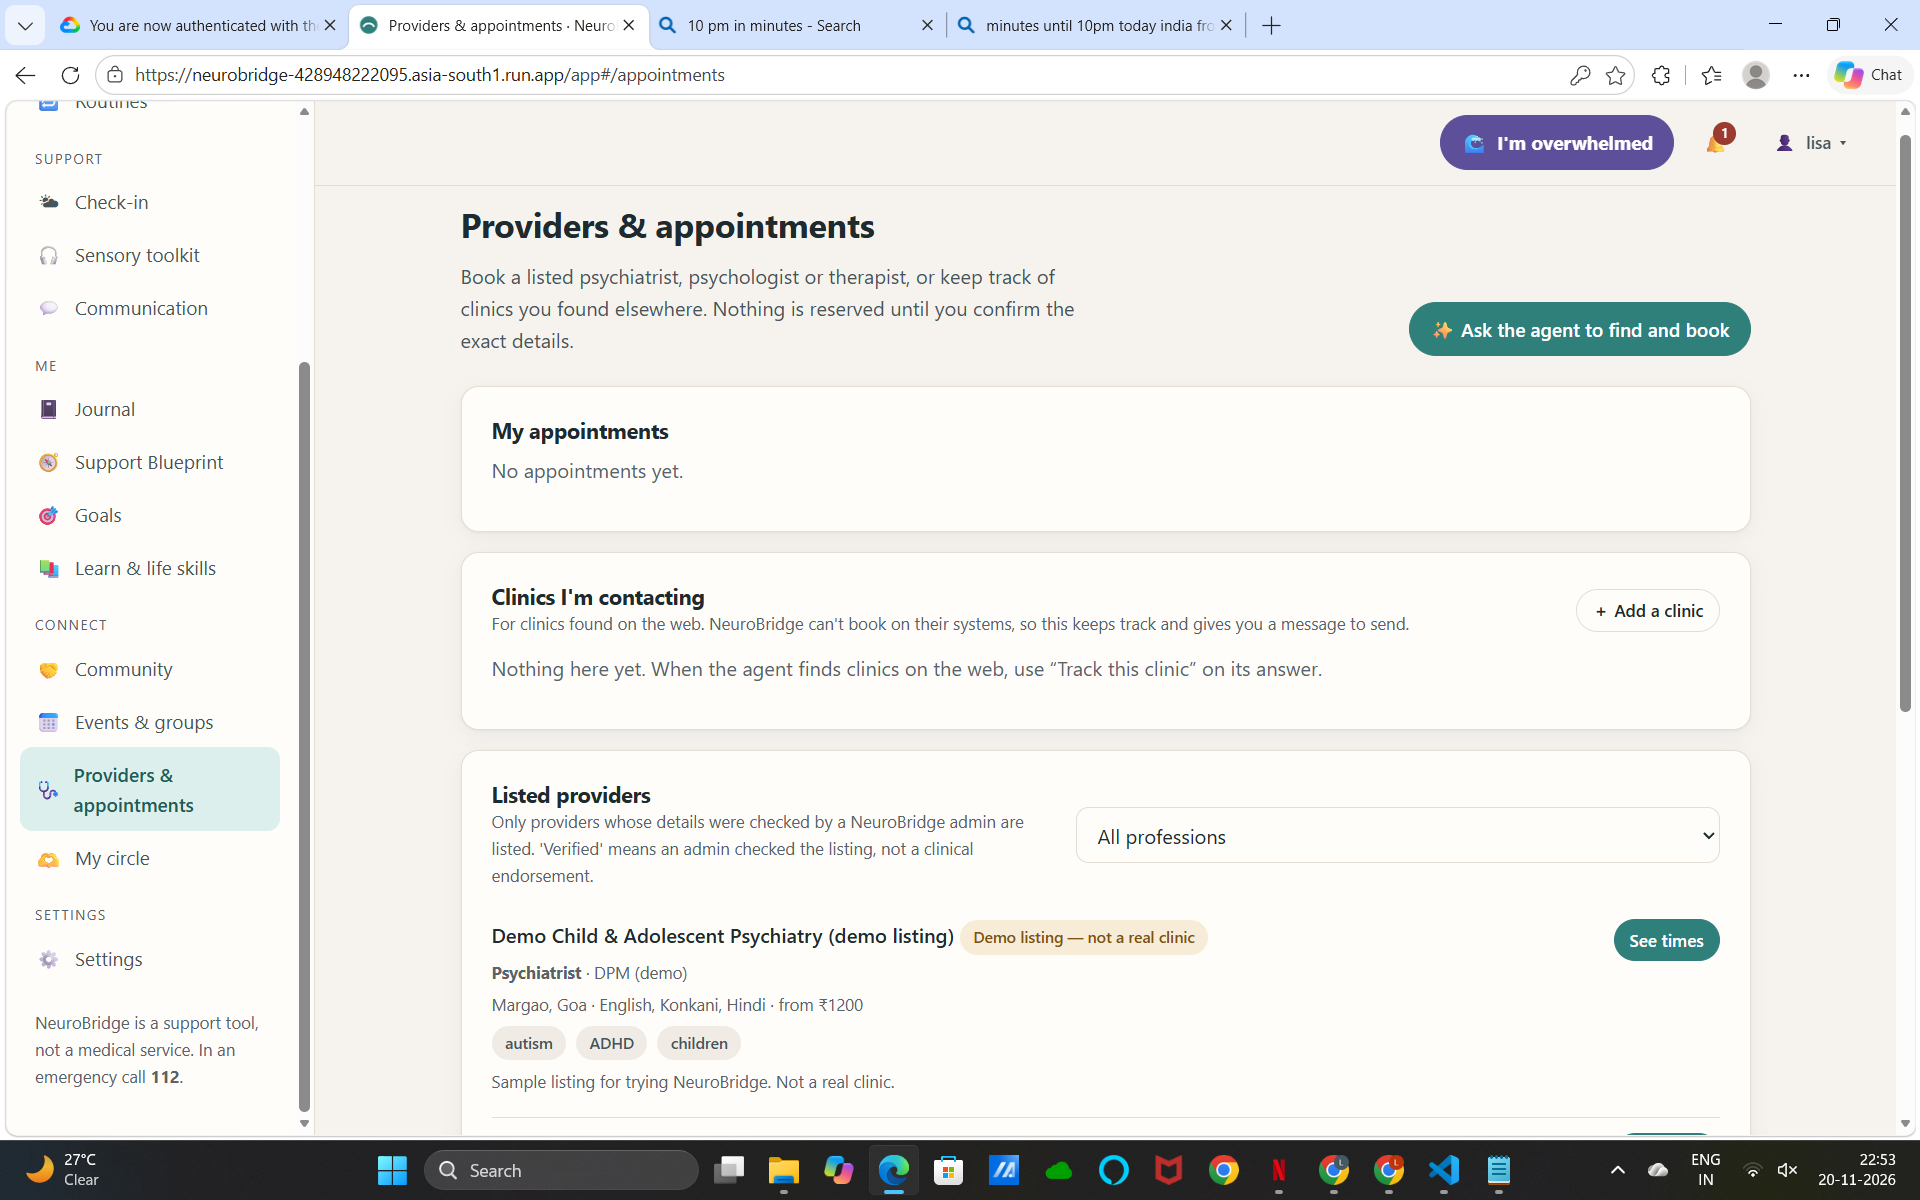 You are now authenticated with the
Providers & appointments · Neuro
10 pm in minutes - Search
minutes until 10pm today india fro
https://neurobridge-428948222095.asia-south1.run.app/app#/appointments
Chat
Routines
SUPPORT
Check-in
Sensory toolkit
Communication
ME
Journal
Support Blueprint
Goals
Learn & life skills
CONNECT
Community
Events & groups
Providers &
appointments
My circle
SETTINGS
Settings
NeuroBridge is a support tool,
not a medical service. In an
emergency call 112.
I'm overwhelmed
1
lisa
Providers & appointments
Book a listed psychiatrist, psychologist or therapist, or keep track of
clinics you found elsewhere. Nothing is reserved until you confirm the
exact details.
Ask the agent to find and book
My appointments
No appointments yet.
Clinics I'm contacting
For clinics found on the web. NeuroBridge can't book on their systems, so this keeps track and gives you a message to send.
+ Add a clinic
Nothing here yet. When the agent finds clinics on the web, use “Track this clinic” on its answer.
Listed providers
Only providers whose details were checked by a NeuroBridge admin are
listed. 'Verified' means an admin checked the listing, not a clinical
endorsement.
All professions
Demo Child & Adolescent Psychiatry (demo listing)
Demo listing — not a real clinic
See times
Psychiatrist · DPM (demo)
Margao, Goa · English, Konkani, Hindi · from ₹1200
autism
ADHD
children
Sample listing for trying NeuroBridge. Not a real clinic.
27°C
Clear
Search
ENG
IN
22:53
20-11-2026